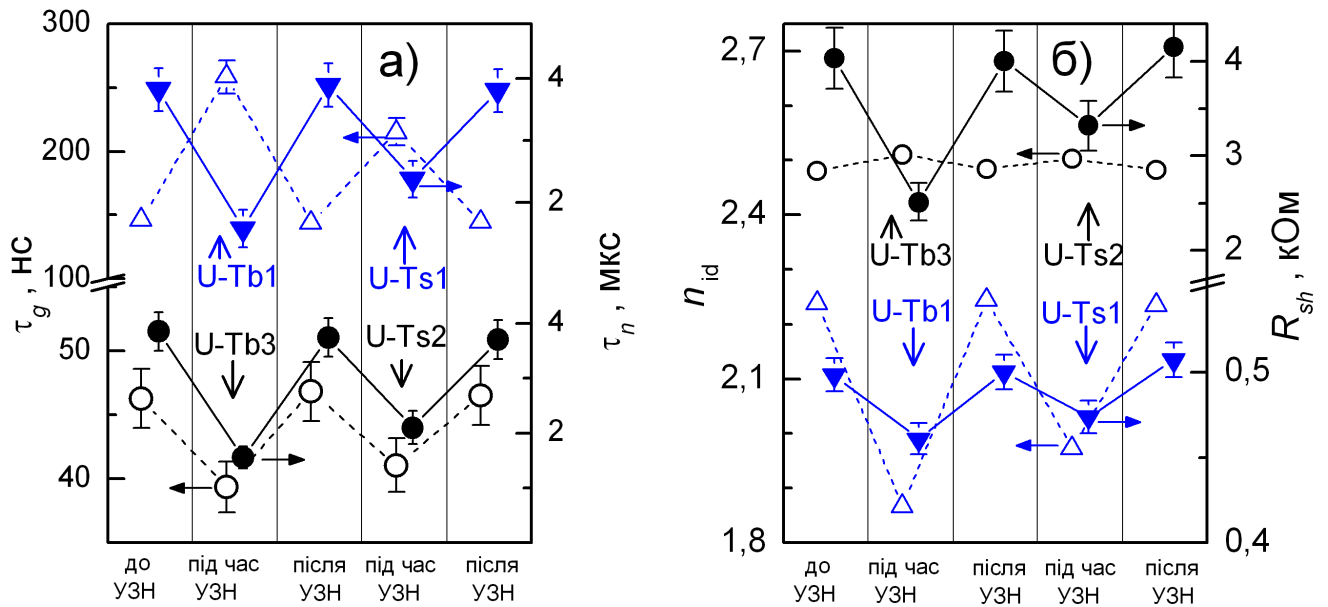 а)
300
200
100
50
40
τg , нс
4
2
4
2
τn , мкс
U-Tb1
U-Ts1
U-Tb3
U-Ts2
до УЗН
під час УЗН
після УЗН
під час УЗН
після УЗН
б)
2,7
2,4
2,1
1,8
nid
4
3
2
0,5
0,4
Rsh , кОм
U-Tb3
U-Ts2
U-Tb1
U-Ts1
до УЗН
під час УЗН
після УЗН
під час УЗН
після УЗН